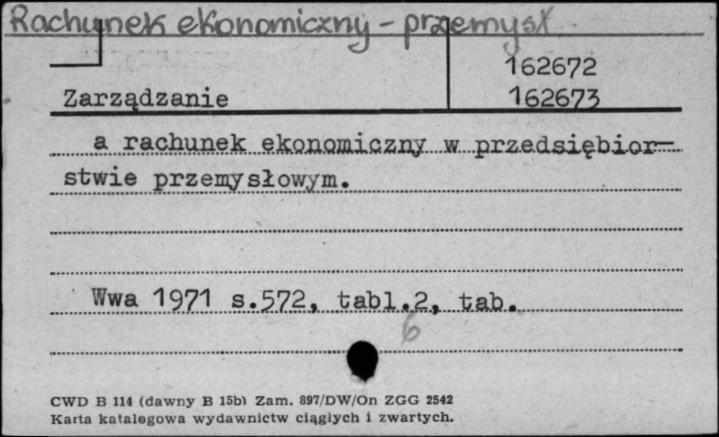 Rachunek ekonomiczny - przemysł
162672
Zarządzanie 162673
a rachunek ekonomiczny w przedsiębior-
stwie przemysłowym.
Wwa 1971 s.572, tabl.2, tab.
6
CWD B 114 (dawny B 15b) Zam. 897/DW/On ZGG 2542
Karta katalogowa wydawnictw ciągłych i zwartych.